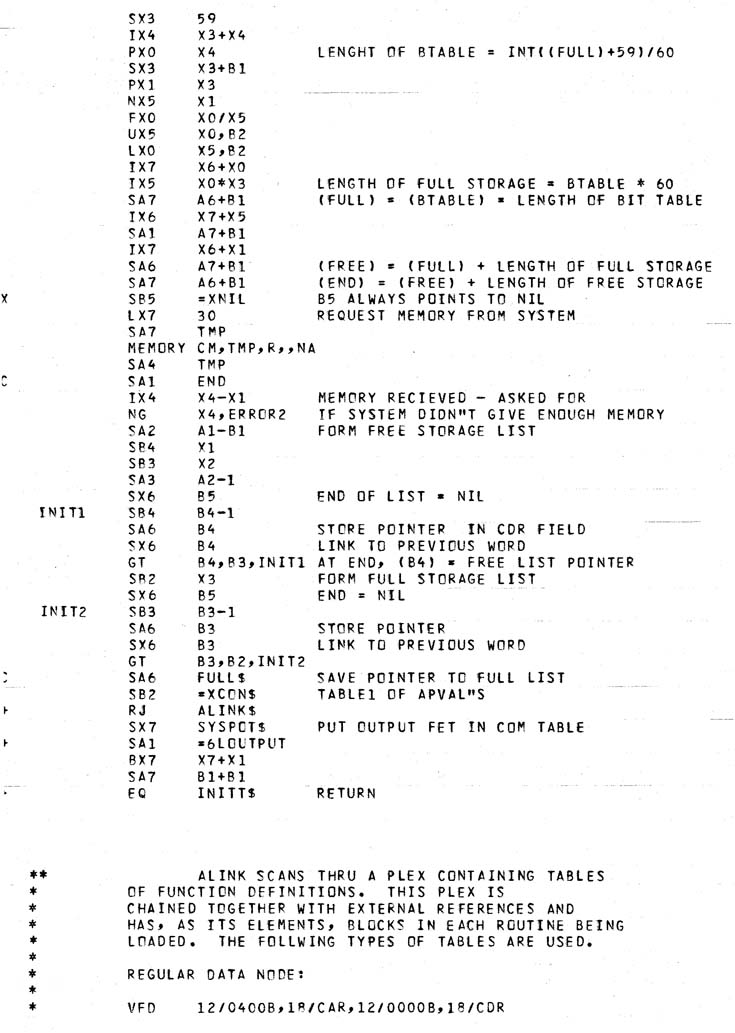 SX3 59
IX4 X3+X4
PX0 X4 LENGHT OF BTABLE = INT((FULL)+59)/60
SX3 X3+B1
PX1 X3
NX5 X1
FX0 X0/X5
UX5 X0,B2
LX0 X5,B2
IX7 X6+X0
IX5 X0*X3 LENGTH OF FULL STORAGE = BTABLE * 60
SA7 A6+B1 (FULL) = (BTABLE) = LENGTH OF BIT TABLE
IX6 X7+X5
SA1 A7+B1
IX7 X6+X1
SA6 A7+B1 (FREE) = (FULL) + LENGTH OF FULL STORAGE
SA7 A6+B1 (END) = (FREE) + LENGTH OF FREE STORAGE
X SB5 =XNIL B5 ALWAYS POINTS TO NIL
LX7 30 REQUEST MEMORY FROM SYSTEM
SA7 TMP
MEMORY CM,TMP,R,,NA
SA4 TMP
SA1 END
IX4 X4-X1 MEMORY RECIEVED - ASKED FOR
NG X4,ERROR2 IF SYSTEM DIDN"T GIVE ENOUGH MEMORY
SA2 A1-B1 FORM FREE STORAGE LIST
SB4 X1
SB3 X2
SA3 A2-1
SX6 B5 END OF LIST = NIL
INIT1 SB4 B4-1
SA6 B4 STORE POINTER IN CDR FIELD
SX6 B4 LINK TO PREVIOUS WORD
GT B4,B3,INIT1 AT END, (B4) = FREE LIST POINTER
SB2 X3 FORM FULL STORAGE LIST
SX6 B5 END = NIL
INIT2 SB3 B3-1
SA6 B3 STORE POINTER
SX6 B3 LINK TO PREVIOUS WORD
GT B3,B2,INIT2
SA6 FULL$ SAVE POINTER TO FULL LIST
SB2 =XCON$ TABLE1 OF APVAL"S
RJ ALINK$
SX7 SYSPOT$ PUT OUTPUT FET IN COM TABLE
SA1 =6LOUTPUT
BX7 X7+X1
SA7 B1+B1
EQ INITT$ RETURN
** ALINK SCANS THRU A PLEX CONTAINING TABLES
* OF FUNCTION DEFINITIONS. THIS PLEX IS
* CHAINED TOGETHER WITH EXTERNAL REFERENCES AND
* HAS, AS ITS ELEMENTS, BLOCKS IN EACH ROUTINE BEING
* LOADED. THE FOLLWING TYPES OF TABLES ARE USED.
*
* REGULAR DATA NODE:
*
* VFD 12/0400B,18/CAR,12/0000B,18/CDR